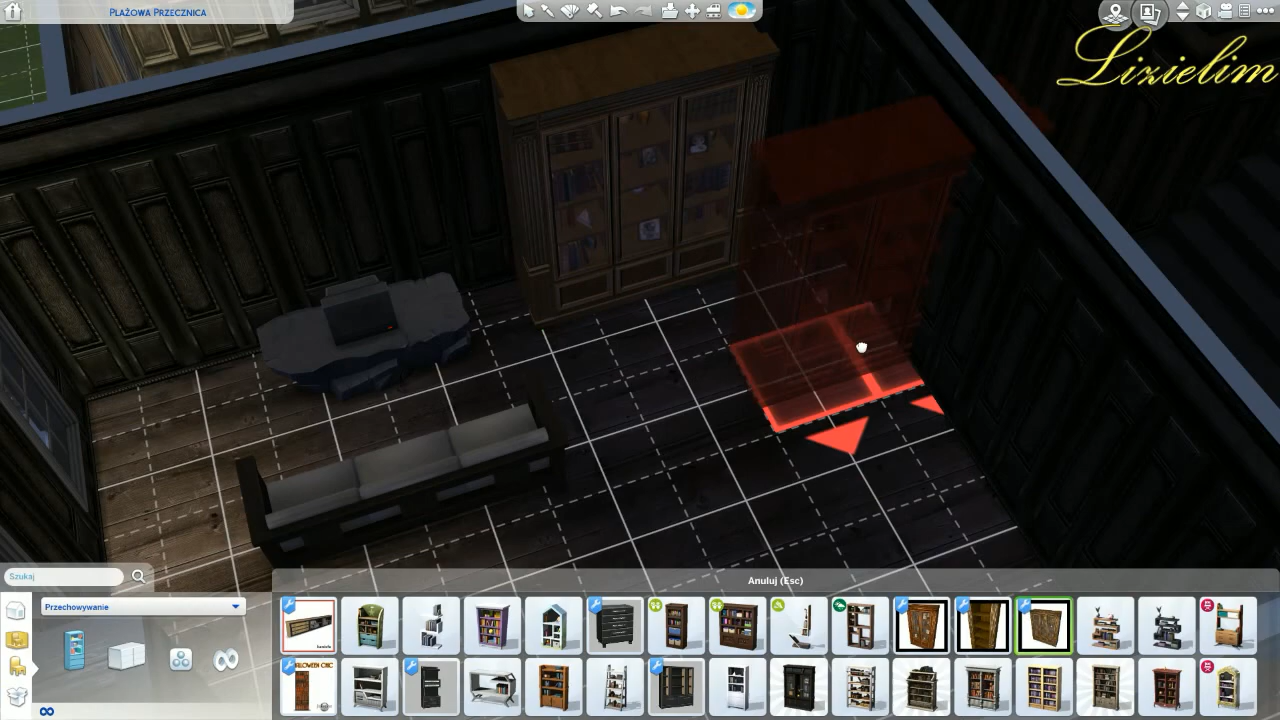 PLAŻOWA PRZECZNICA
Lizielim
Szukaj
Anuluj (Esc)
Przechowywanie